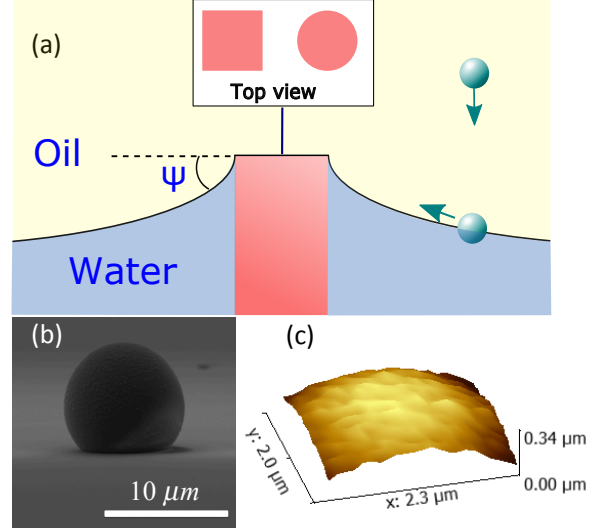 (a)
Top view
Oil
ψ
Water
(b)
10 μm
(c)
y: 2.0 μm
x: 2.3 μm
0.34 μm
0.00 μm